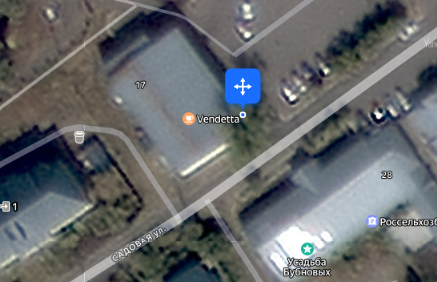 17
Vendetta
28
1
Россельхозб
САДОВАЯ ул.
Усадьба
Бубновых